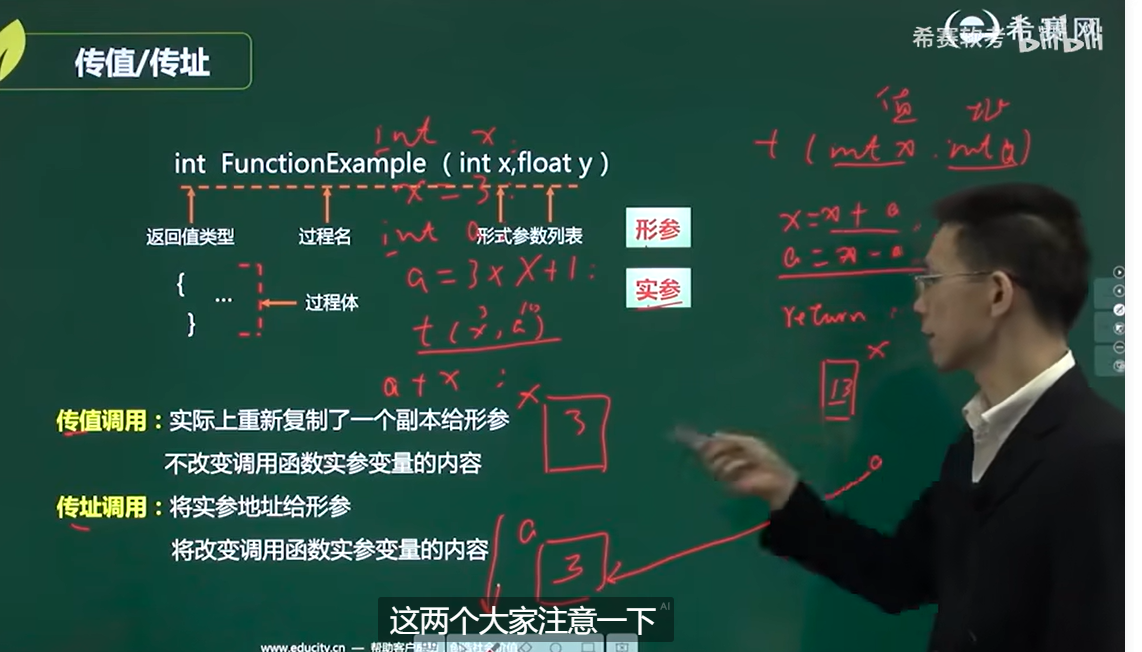 希赛软考
希赛网
bilibili
传值/传址
值 址
int x;
t (int x, int a)
int FunctionExample ( int x,float y )
x = 3;
x = x + a;
返回值类型 过程名 形式参数列表 形参
int a
a = x - a
{
a = 3 x X + 1;
实参
... 过程体
return;
}
3 10
t (x, a)
x
13
a + x ;
x
3
传值调用：实际上重新复制了一个副本给形参
不改变调用函数实参变量的内容
a
传址调用：将实参地址给形参
a
将改变调用函数实参变量的内容
3
这两个大家注意一下
AI
www.educity.cn — 帮助客户